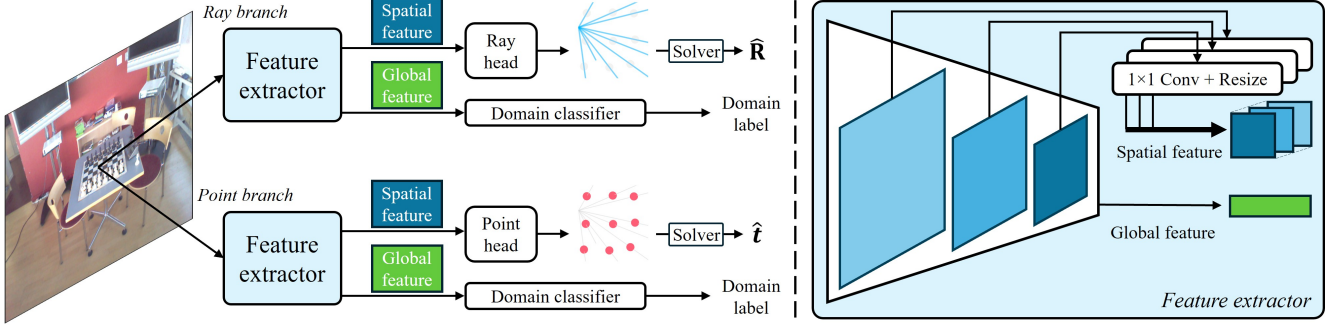 Ray branch
Feature
extractor
Spatial
feature
Global
feature
Ray
head
Solver
R̂
Domain classifier
Domain
label
Point branch
Feature
extractor
Spatial
feature
Global
feature
Point
head
Solver
t̂
Domain classifier
Domain
label
1×1 Conv + Resize
Spatial feature
Global feature
Feature extractor